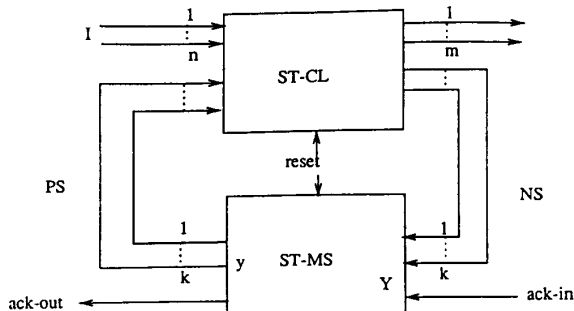 1 1
I
n m
ST-CL
reset
PS NS
1 1
y ST-MS
k Y k
ack-out ack-in